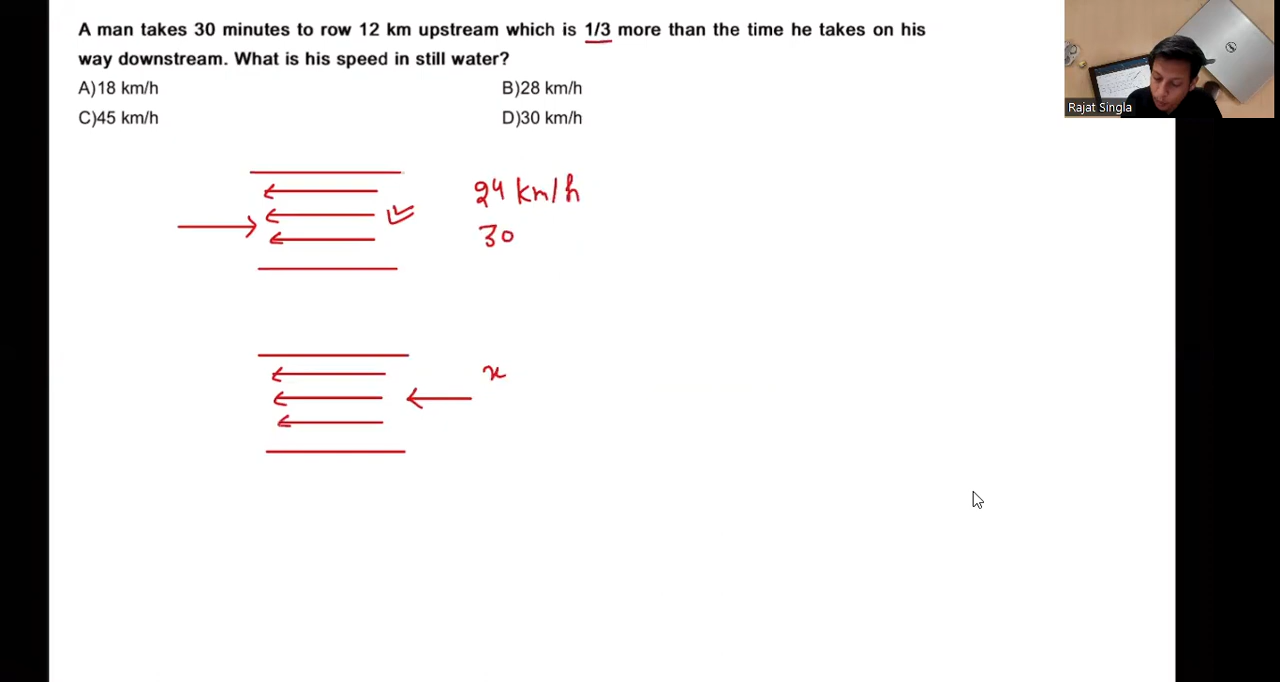 A man takes 30 minutes to row 12 km upstream which is 1/3 more than the time he takes on his
way downstream. What is his speed in still water?
A)18 km/h
B)28 km/h
C)45 km/h
D)30 km/h
Rajat Singla
24 km/h
30
x